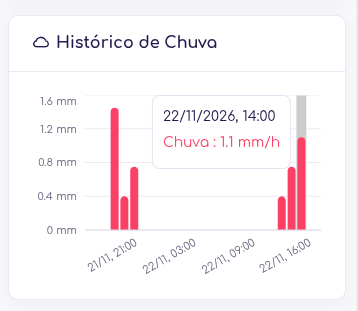 Histórico de Chuva
1.6 mm
22/11/2026, 14:00
1.2 mm
Chuva : 1.1 mm/h
0.8 mm
0.4 mm
0 mm
21/11, 21:00
22/11, 03:00
22/11, 09:00
22/11, 16:00